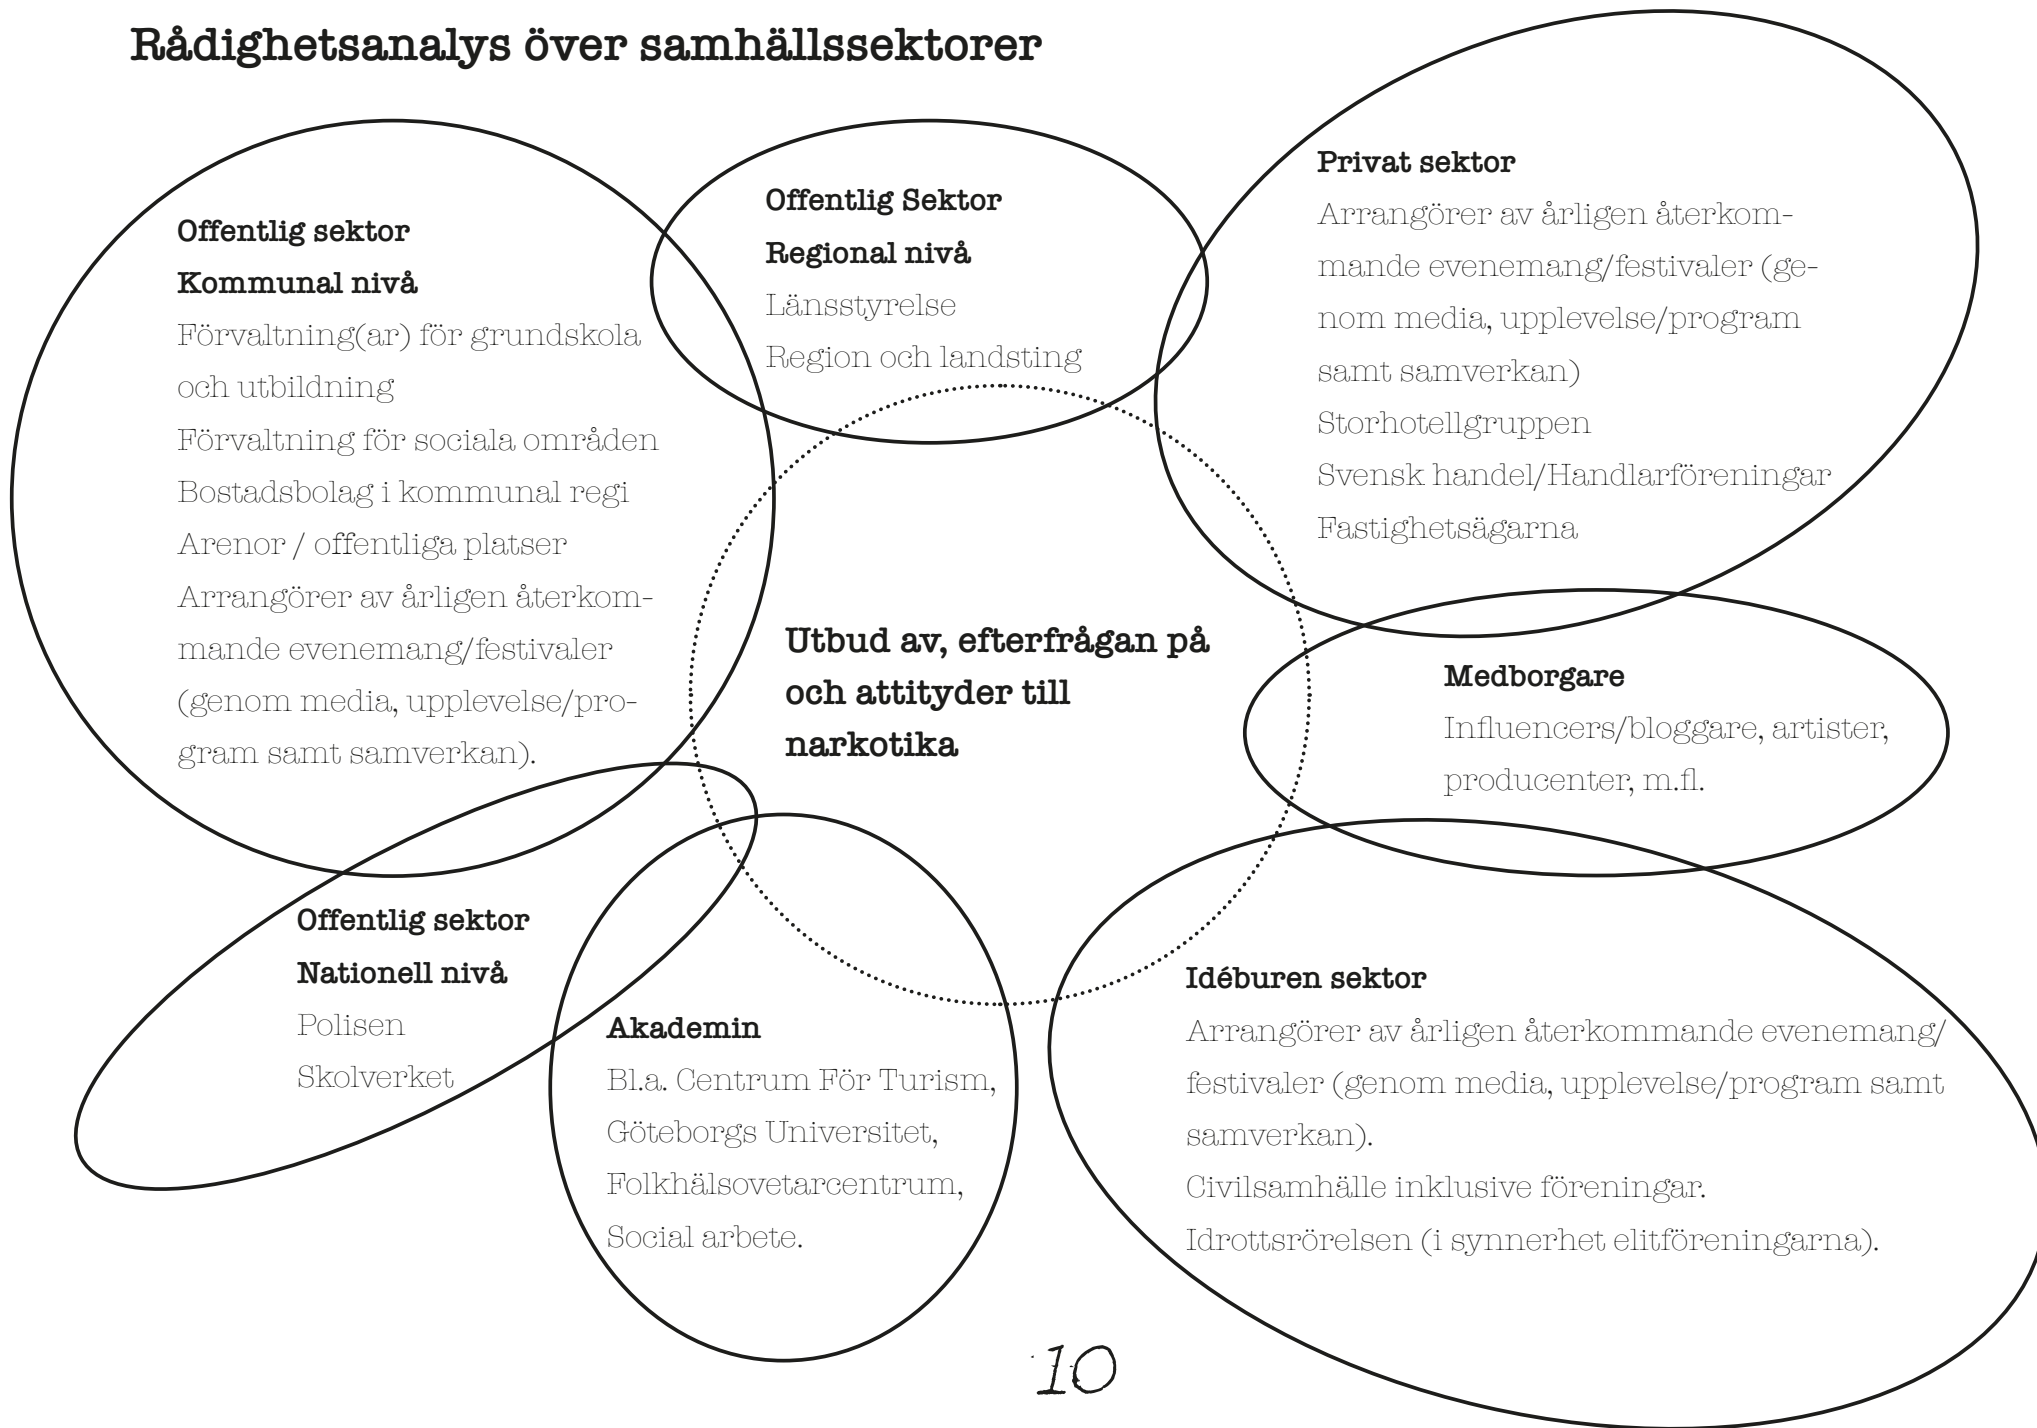 Rådighetsanalys över samhällssektorer
Offentlig sektor
Kommunal nivå
Förvaltning(ar) för grundskola
och utbildning
Förvaltning för sociala områden
Bostadsbolag i kommunal regi
Arenor / offentliga platser
Arrangörer av årligen återkom-
mande evenemang/festivaler
(genom media, upplevelse/pro-
gram samt samverkan).
Offentlig Sektor
Regional nivå
Länsstyrelse
Region och landsting
Privat sektor
Arrangörer av årligen återkom-
mande evenemang/festivaler (ge-
nom media, upplevelse/program
samt samverkan)
Storhotellgruppen
Svensk handel/Handlarföreningar
Fastighetsägarna
Utbud av, efterfrågan på
och attityder till
narkotika
Medborgare
Influencers/bloggare, artister,
producenter, m.fl.
Offentlig sektor
Nationell nivå
Polisen
Skolverket
Akademin
Bl.a. Centrum För Turism,
Göteborgs Universitet,
Folkhälsovetarcentrum,
Social arbete.
Idéburen sektor
Arrangörer av årligen återkommande evenemang/
festivaler (genom media, upplevelse/program samt
samverkan).
Civilsamhälle inklusive föreningar.
Idrottsrörelsen (i synnerhet elitföreningarna).
10